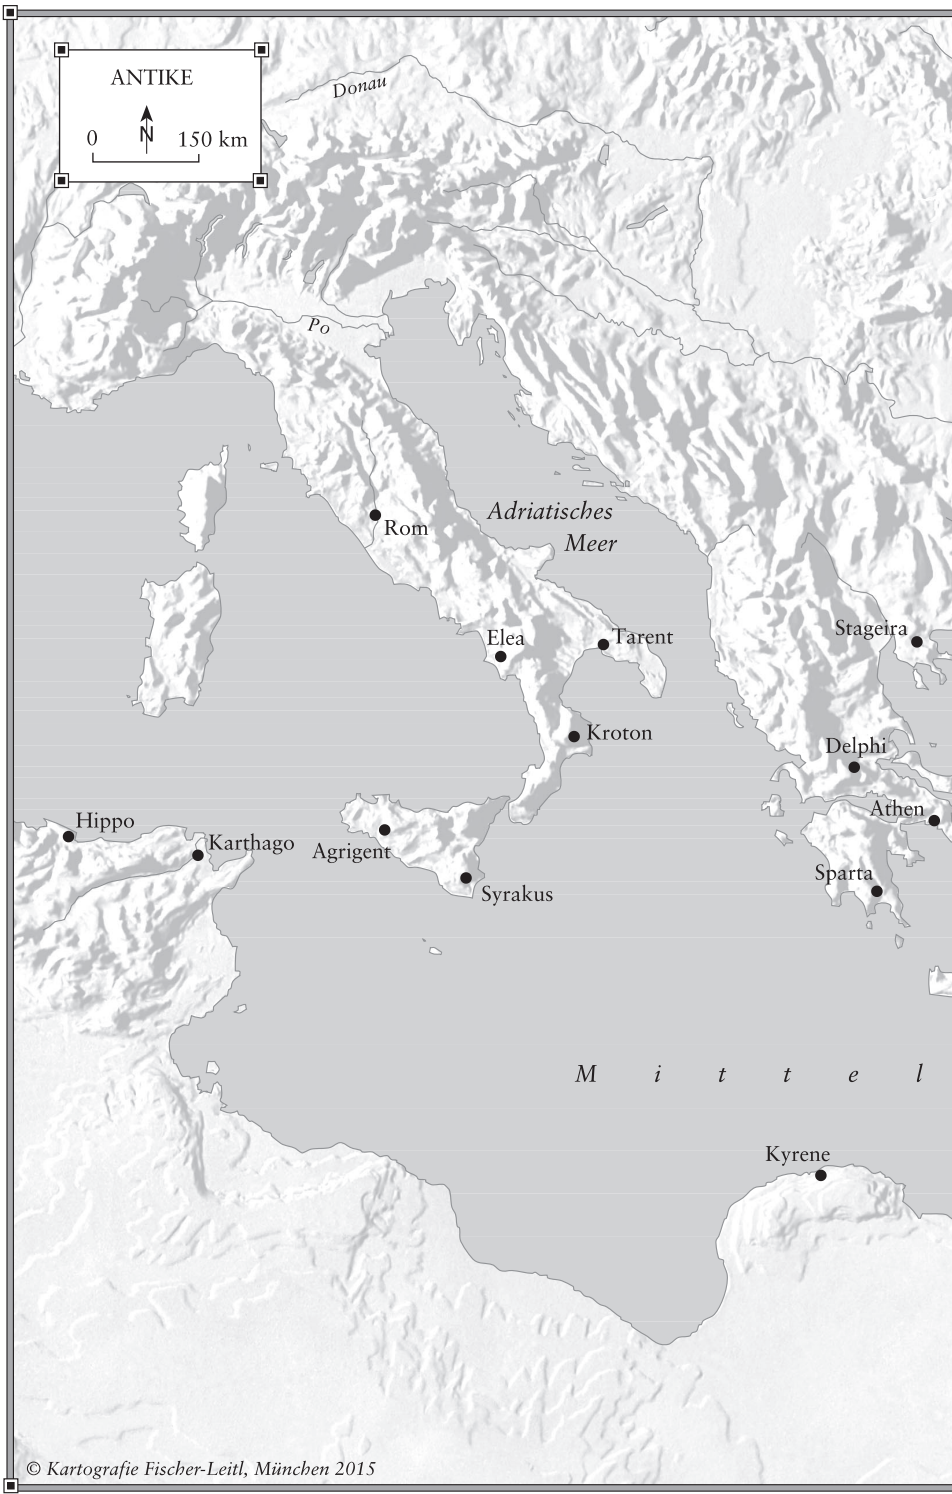 ANTIKE
N
0 150 km
Donau
Po
Adriatisches
Meer
Rom
Elea
Tarent
Stageira
Kroton
Delphi
Hippo
Karthago
Agrigent
Syrakus
Athen
Sparta
M i t t e l
Kyrene
© Kartografie Fischer-Leitl, München 2015